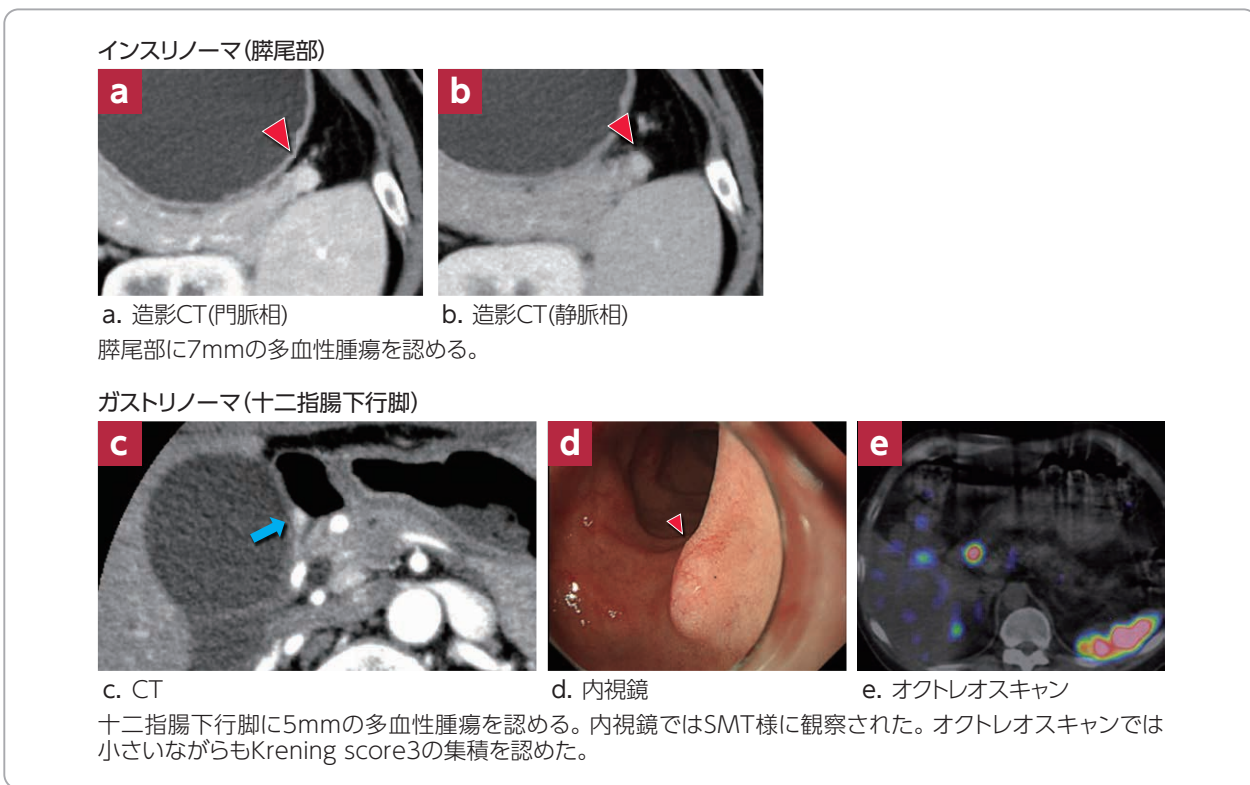 インスリノーマ（膵尾部）
a
b
a. 造影CT(門脈相)
b. 造影CT(静脈相)
膵尾部に7mmの多血性腫瘍を認める。
ガストリノーマ（十二指腸下行脚）
c
d
e
c. CT
d. 内視鏡
e. オクトレオスキャン
十二指腸下行脚に5mmの多血性腫瘍を認める。内視鏡ではSMT様に観察された。オクトレオスキャンでは
小さいながらもKrening score3の集積を認めた。